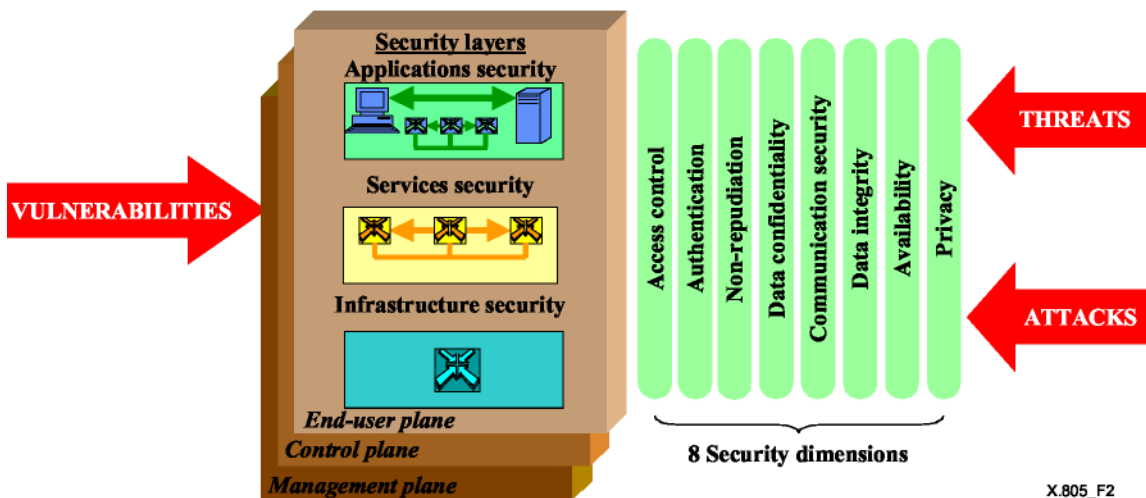 Security layers
Applications security
Services security
Infrastructure security
End-user plane
Control plane
Management plane
VULNERABILITIES
Access control
Authentication
Non-repudiation
Data confidentiality
Communication security
Data integrity
Availability
Privacy
8 Security dimensions
THREATS
ATTACKS
X.805_F2